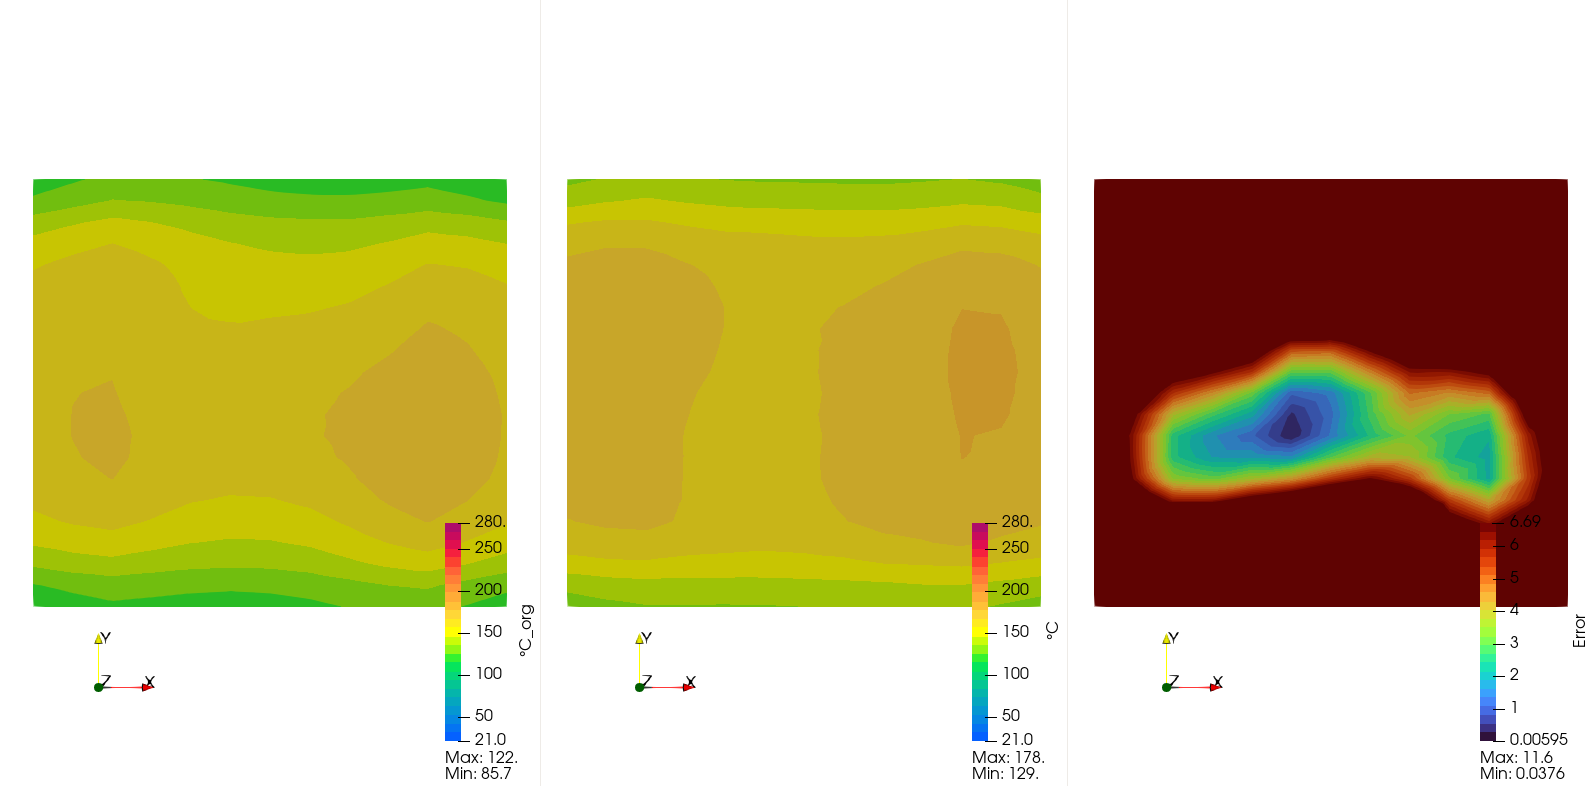 280.
250
200
150
100
50
21.0
°C_org
Max: 122.
Min: 85.7
Y
Z
X
280.
250
200
150
100
50
21.0
°C
Max: 178.
Min: 129.
Y
Z
X
6.69
6
5
4
3
2
1
0.00595
Error
Max: 11.6
Min: 0.0376
Y
Z
X